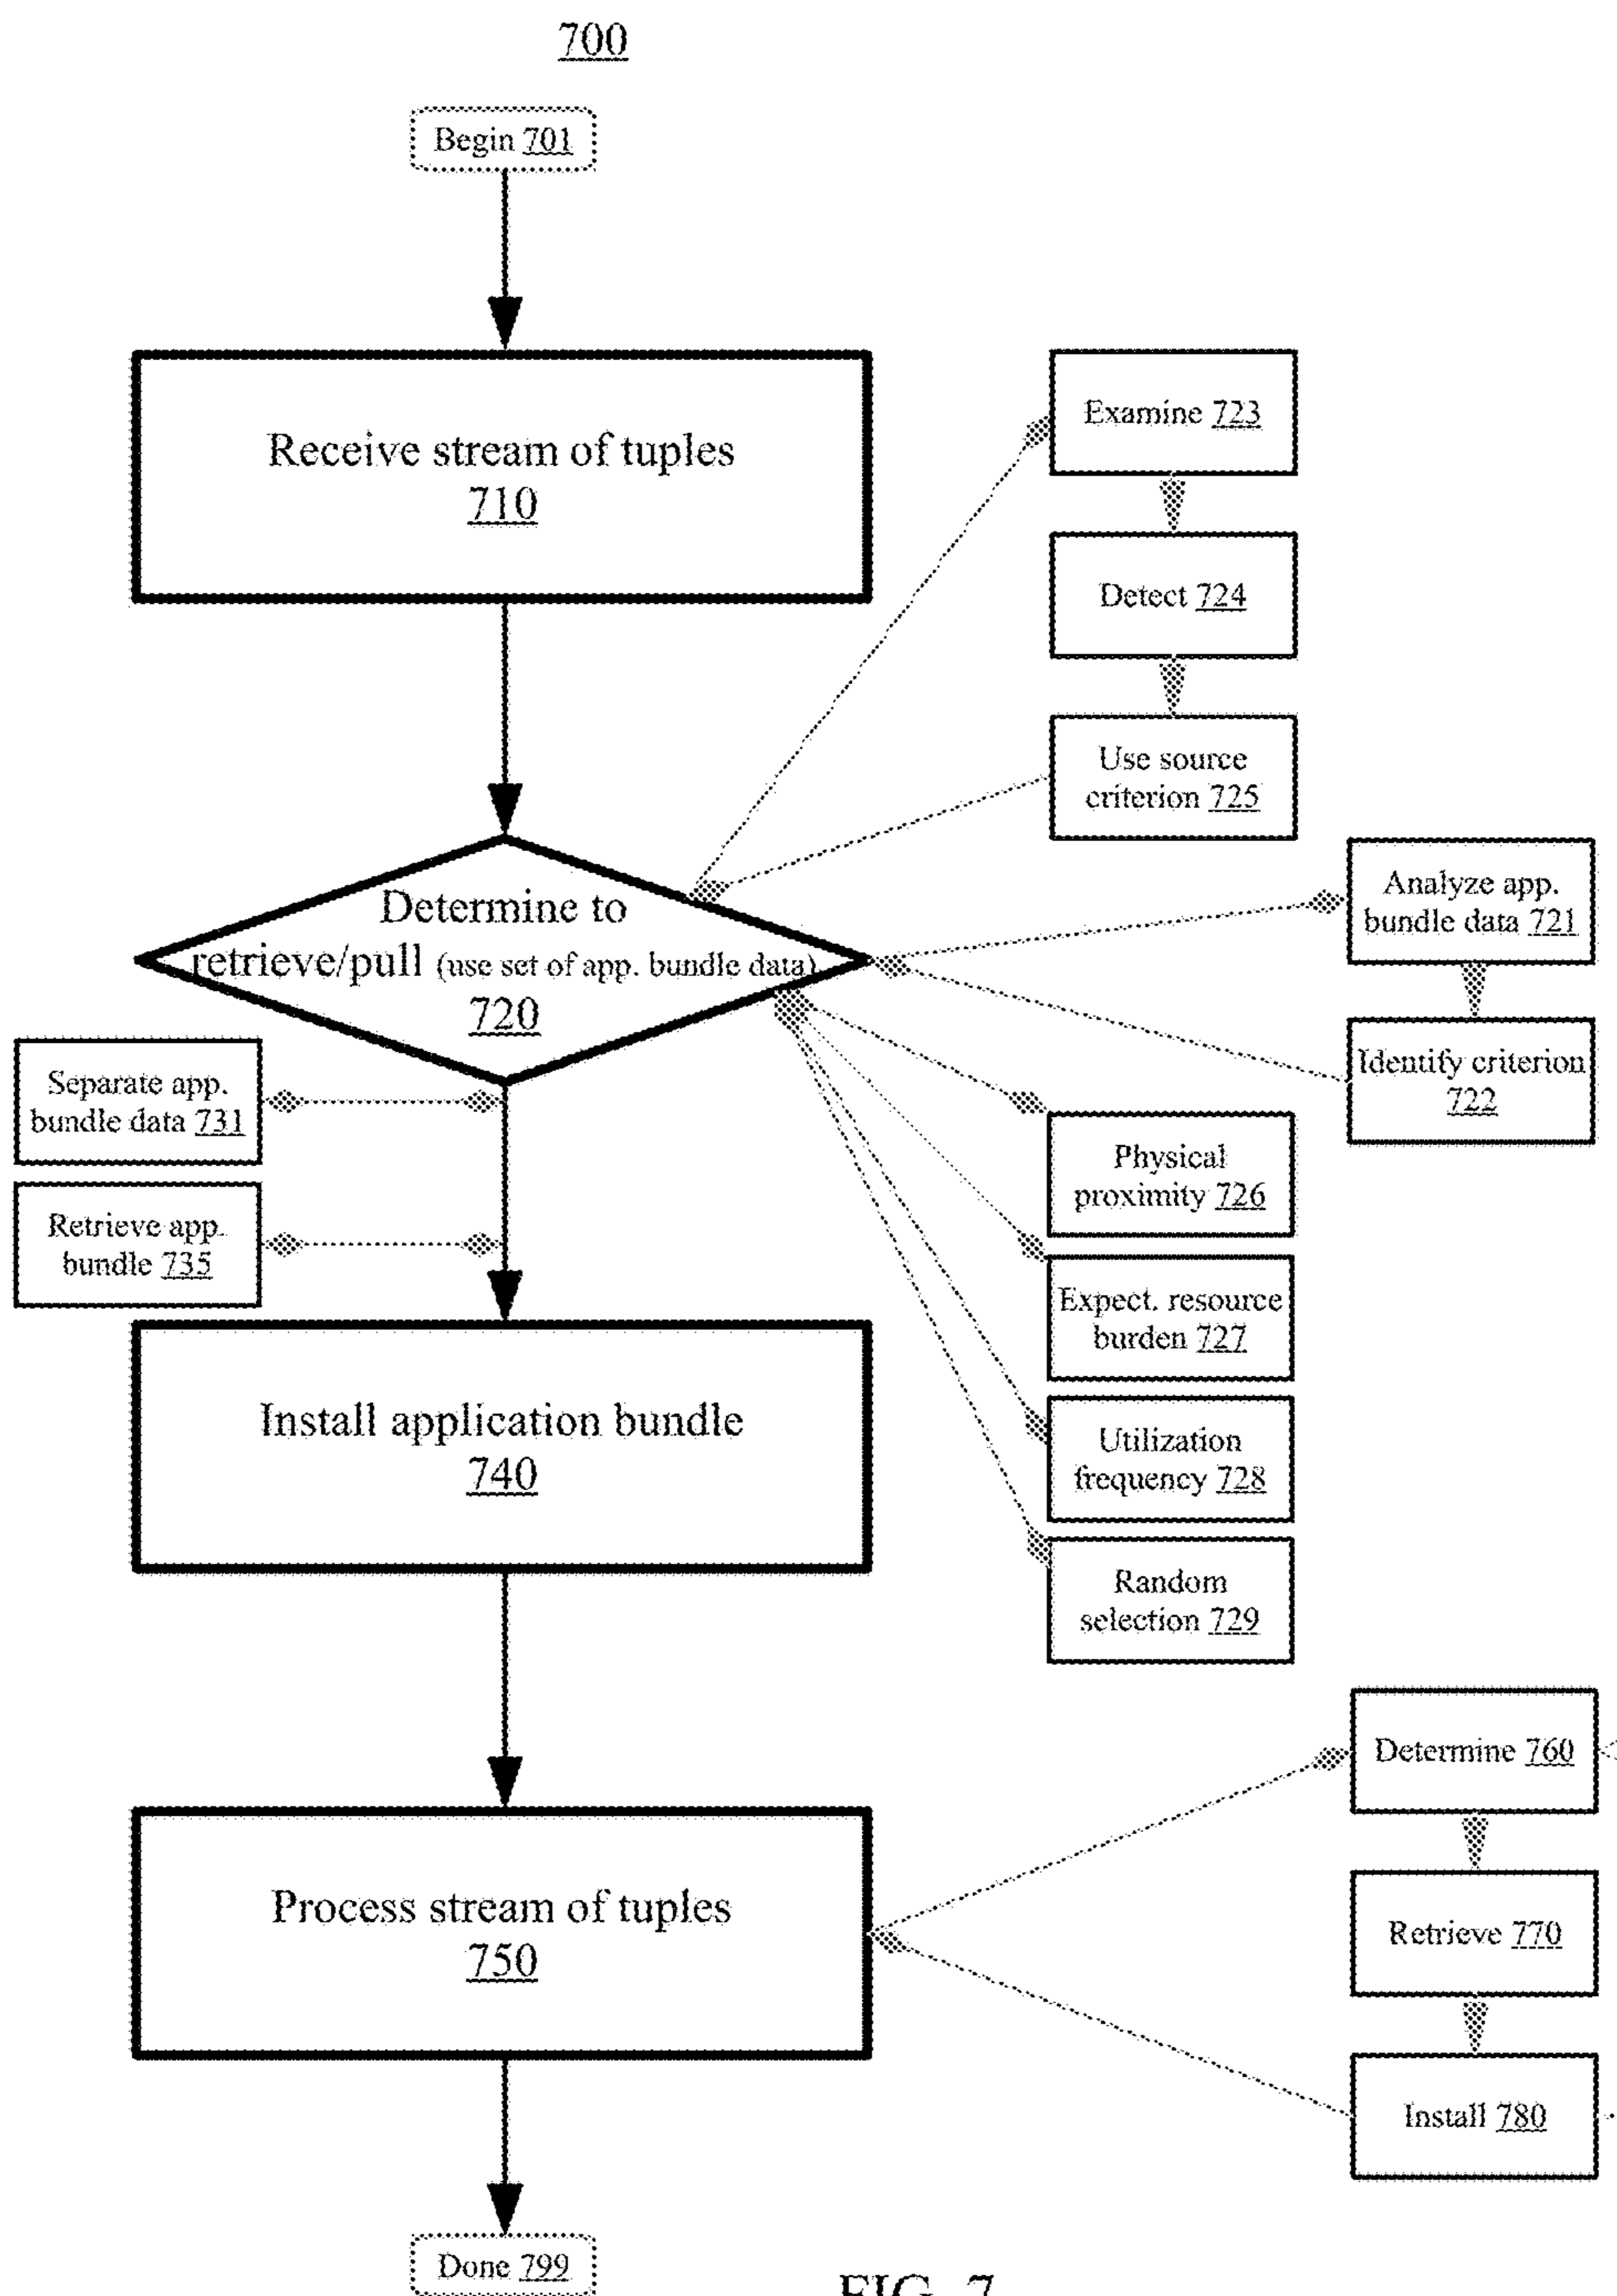 700
Begin 701
Receive stream of tuples
710
Examine 723
Detect 724
Use source
criterion 725
Determine to
retrieve/pull (use set of app. bundle data)
720
Analyze app.
bundle data 721
Identify criterion
722
Separate app.
bundle data 731
Retrieve app.
bundle 735
Physical
proximity 726
Expect. resource
burden 727
Utilization
frequency 728
Random
selection 729
Install application bundle
740
Process stream of tuples
750
Determine 760
Retrieve 770
Install 780
Done 799
FIG. 7